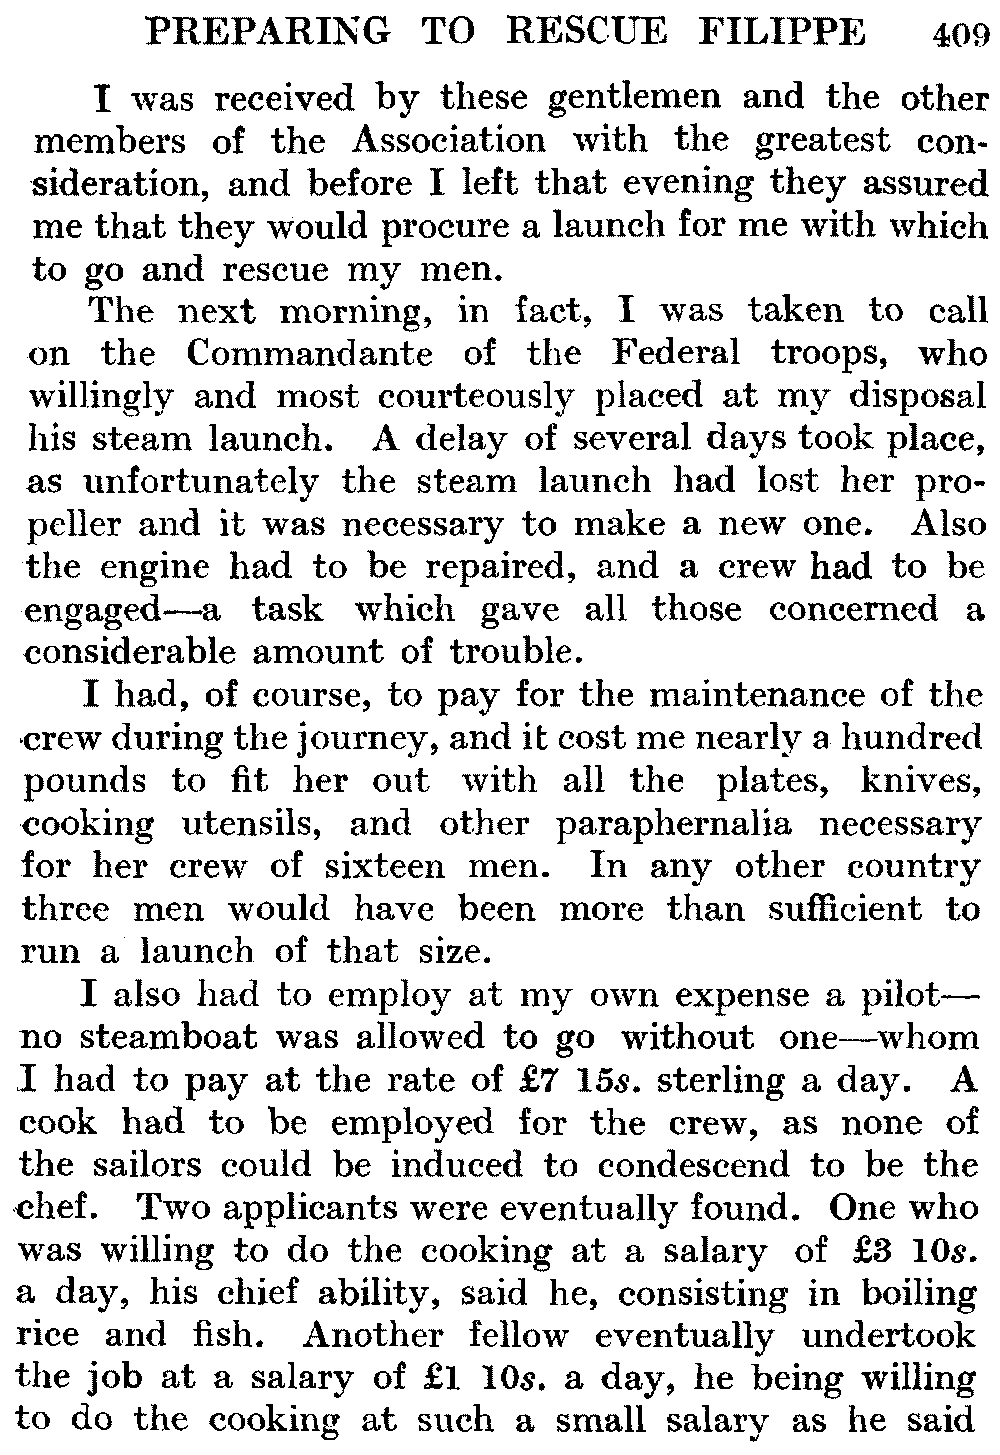 PREPARING TO RESCUE FILIPPE 409
I was received by these gentlemen and the other
members of the Association with the greatest con-
sideration, and before I left that evening they assured
me that they would procure a launch for me with which
to go and rescue my men.
The next morning, in fact, I was taken to call
on the Commandante of the Federal troops, who
willingly and most courteously placed at my disposal
his steam launch. A delay of several days took place,
as unfortunately the steam launch had lost her pro-
peller and it was necessary to make a new one. Also
the engine had to be repaired, and a crew had to be
engaged—a task which gave all those concerned a
considerable amount of trouble.
I had, of course, to pay for the maintenance of the
crew during the journey, and it cost me nearly a hundred
pounds to fit her out with all the plates, knives,
cooking utensils, and other paraphernalia necessary
for her crew of sixteen men. In any other country
three men would have been more than sufficient to
run a launch of that size.
I also had to employ at my own expense a pilot—
no steamboat was allowed to go without one—whom
I had to pay at the rate of £7 15s. sterling a day. A
cook had to be employed for the crew, as none of
the sailors could be induced to condescend to be the
chef. Two applicants were eventually found. One who
was willing to do the cooking at a salary of £3 10s.
a day, his chief ability, said he, consisting in boiling
rice and fish. Another fellow eventually undertook
the job at a salary of £1 10s. a day, he being willing
to do the cooking at such a small salary as he said